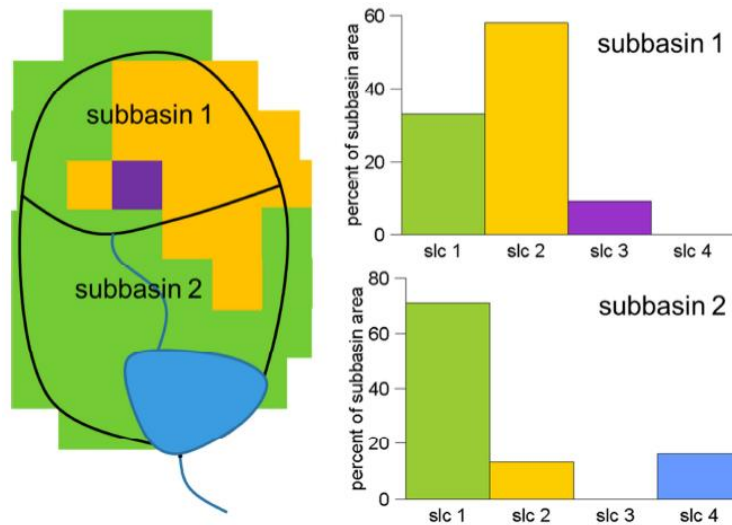 subbasin 1
subbasin 2
subbasin 1
percent of subbasin area
60
40
20
0
slc 1 slc 2 slc 3 slc 4
subbasin 2
percent of subbasin area
80
60
40
20
0
slc 1 slc 2 slc 3 slc 4